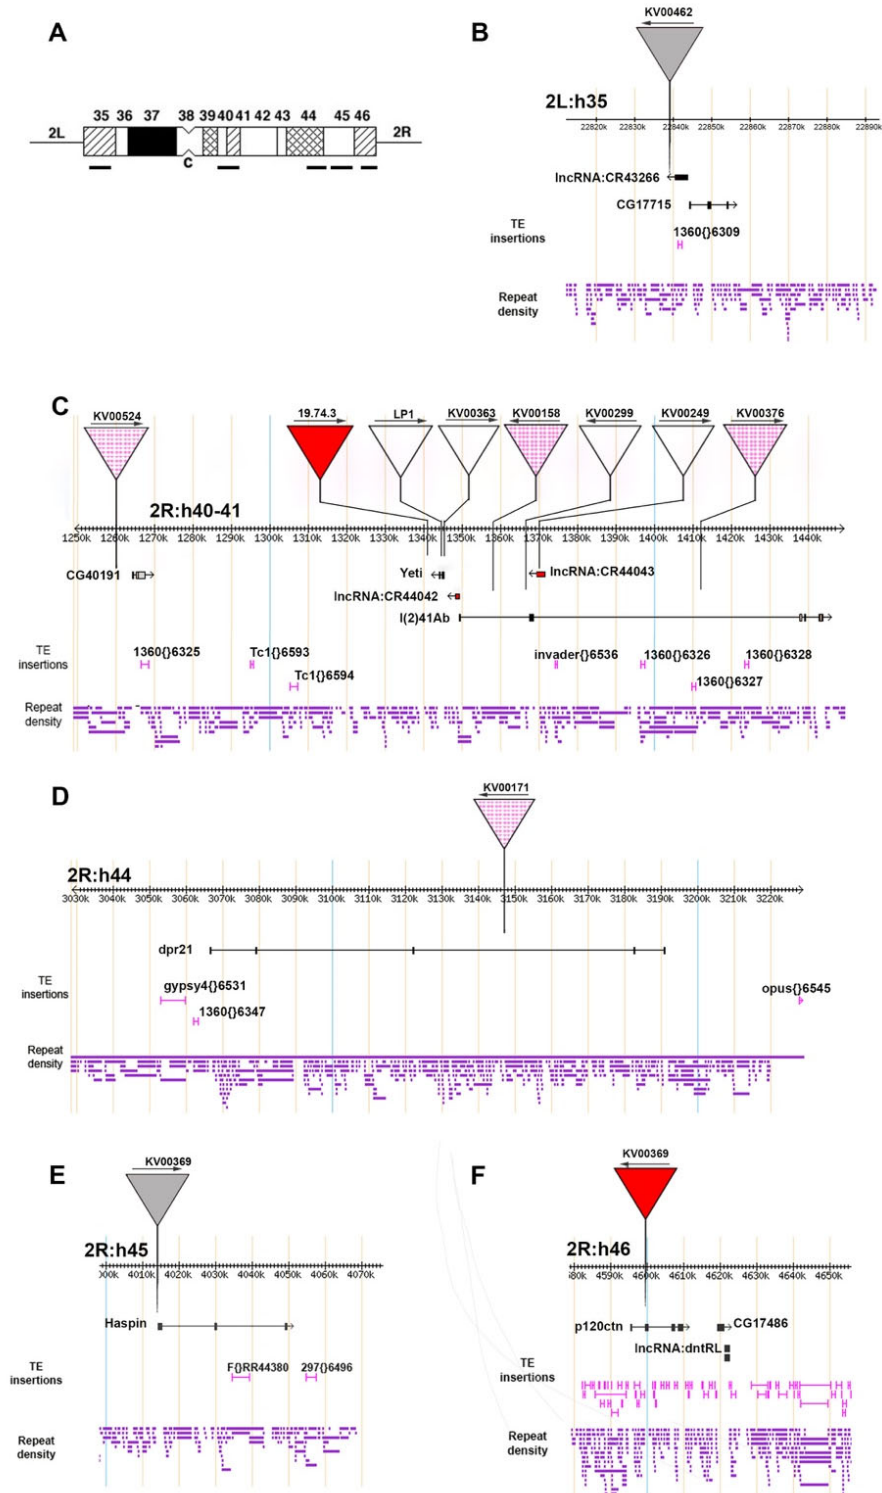 A
35 36 37 38 39 40 41 42 43 44 45 46
2L 2R
C
B
KV00462
2L:h35
22820k 22830k 22840k 22850k 22860k 22870k 22880k 22890k
lncRNA:CR43266
CG17715
TE
insertions
1360{}6309
Repeat
density
C
KV00524 19.74.3 LP1 KV00363 KV00158 KV00299 KV00249 KV00376
2R:h40-41
1250k 1260k 1270k 1280k 1290k 1300k 1310k 1320k 1330k 1340k 1350k 1360k 1370k 1380k 1390k 1400k 1410k 1420k 1430k 1440k
CG40191 Yeti lncRNA:CR44043
lncRNA:CR44042
l(2)41Ab
TE
insertions
1360{}6325 Tc1{}6593 invader{}6536 1360{}6326 1360{}6328
Tc1{}6594 1360{}6327
Repeat
density
D
KV00171
2R:h44
3030k 3040k 3050k 3060k 3070k 3080k 3090k 3100k 3110k 3120k 3130k 3140k 3150k 3160k 3170k 3180k 3190k 3200k 3210k 3220k
dpr21
TE
insertions
gypsy4{}6531 opus{}6545
1360{}6347
Repeat
density
E
KV00369
2R:h45
00k 4010k 4020k 4030k 4040k 4050k 4060k 4070k
Haspin
TE
insertions
F{}RR44380 297{}6496
Repeat
density
F
KV00369
2R:h46
80k 4590k 4600k 4610k 4620k 4630k 4640k 4650k
p120ctn CG17486
lncRNA:dntRL
TE
insertions
Repeat
density